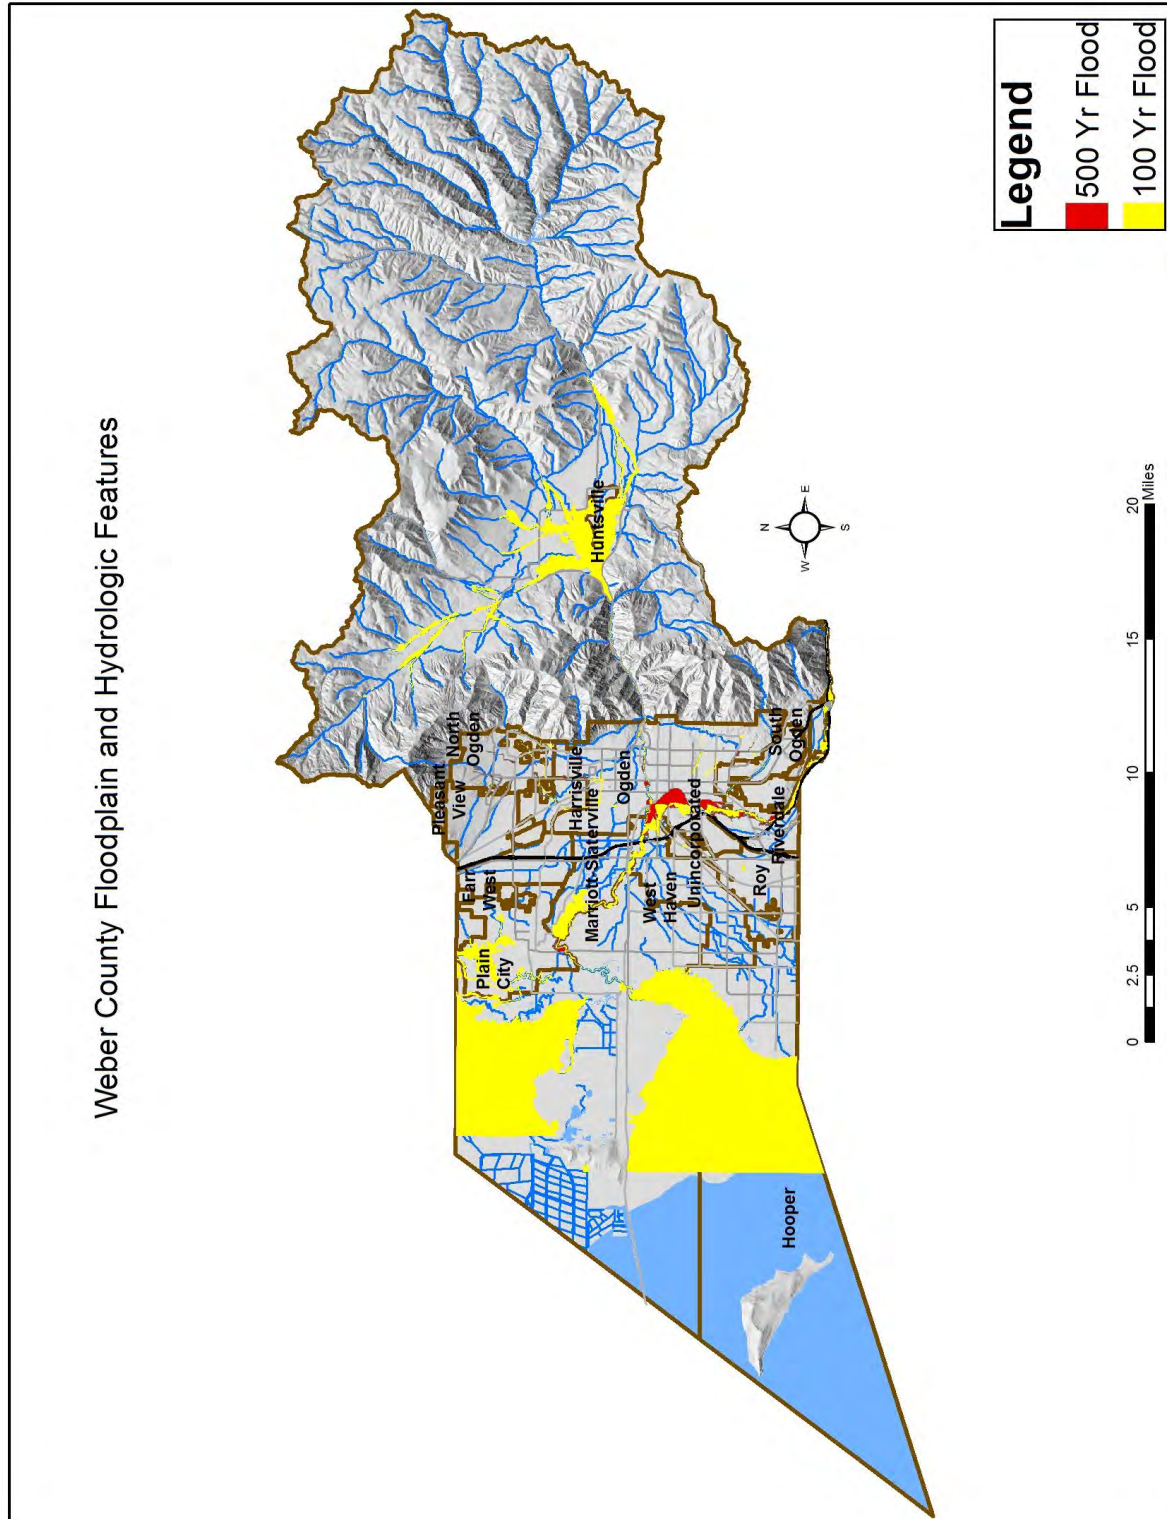 Weber County Floodplain and Hydrologic Features
Pleasant
View
North
Ogden
Farr
West
Plain
City
Harrisville
Marriott-Slaterville
Ogden
Huntsville
West
Haven
Unincorporated
South
Ogden
Riverdale
Roy
Hooper
N
W
E
S
0 2.5 5 10 15 20
Miles
Legend
500 Yr Flood
100 Yr Flood